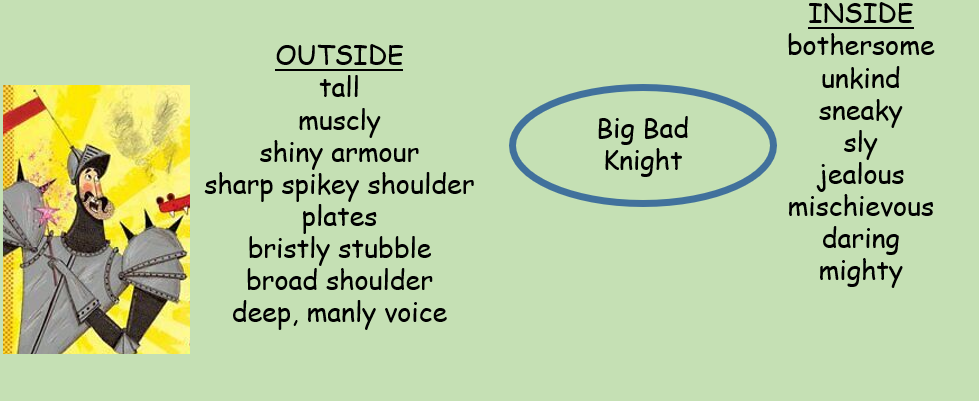 OUTSIDE
tall
muscly
shiny armour
sharp spikey shoulder
plates
bristly stubble
broad shoulder
deep, manly voice
Big Bad
Knight
INSIDE
bothersome
unkind
sneaky
sly
jealous
mischievous
daring
mighty